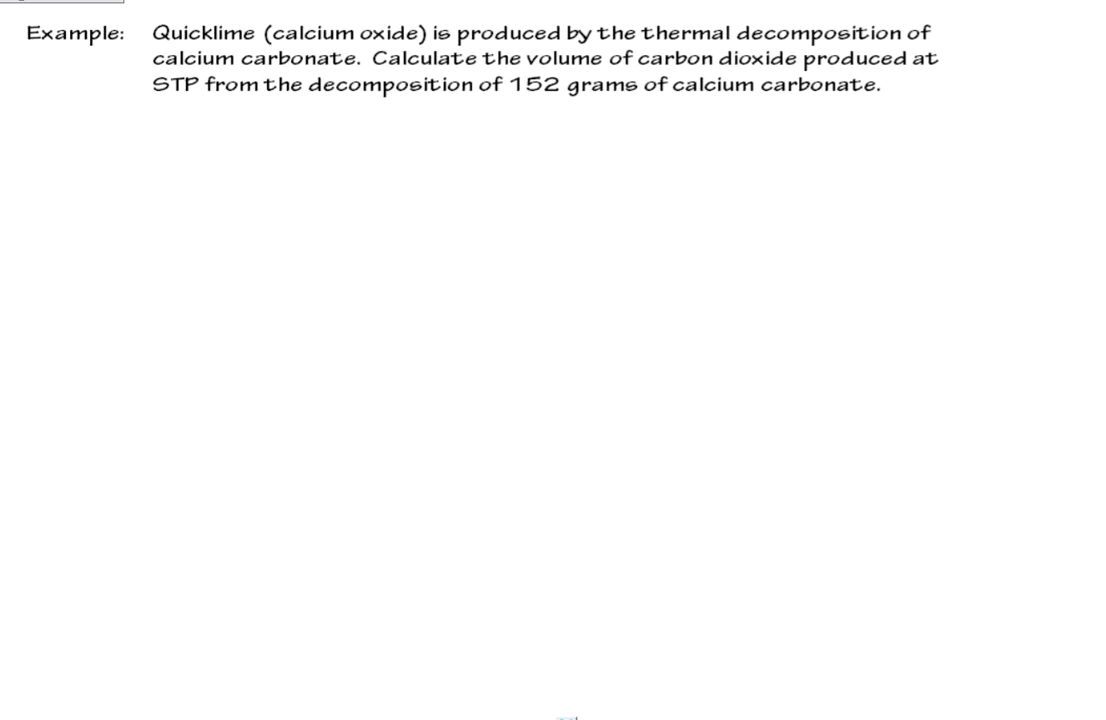 Example: Quicklime (calcium oxide) is produced by the thermal decomposition of
calcium carbonate. Calculate the volume of carbon dioxide produced at
STP from the decomposition of 152 grams of calcium carbonate.